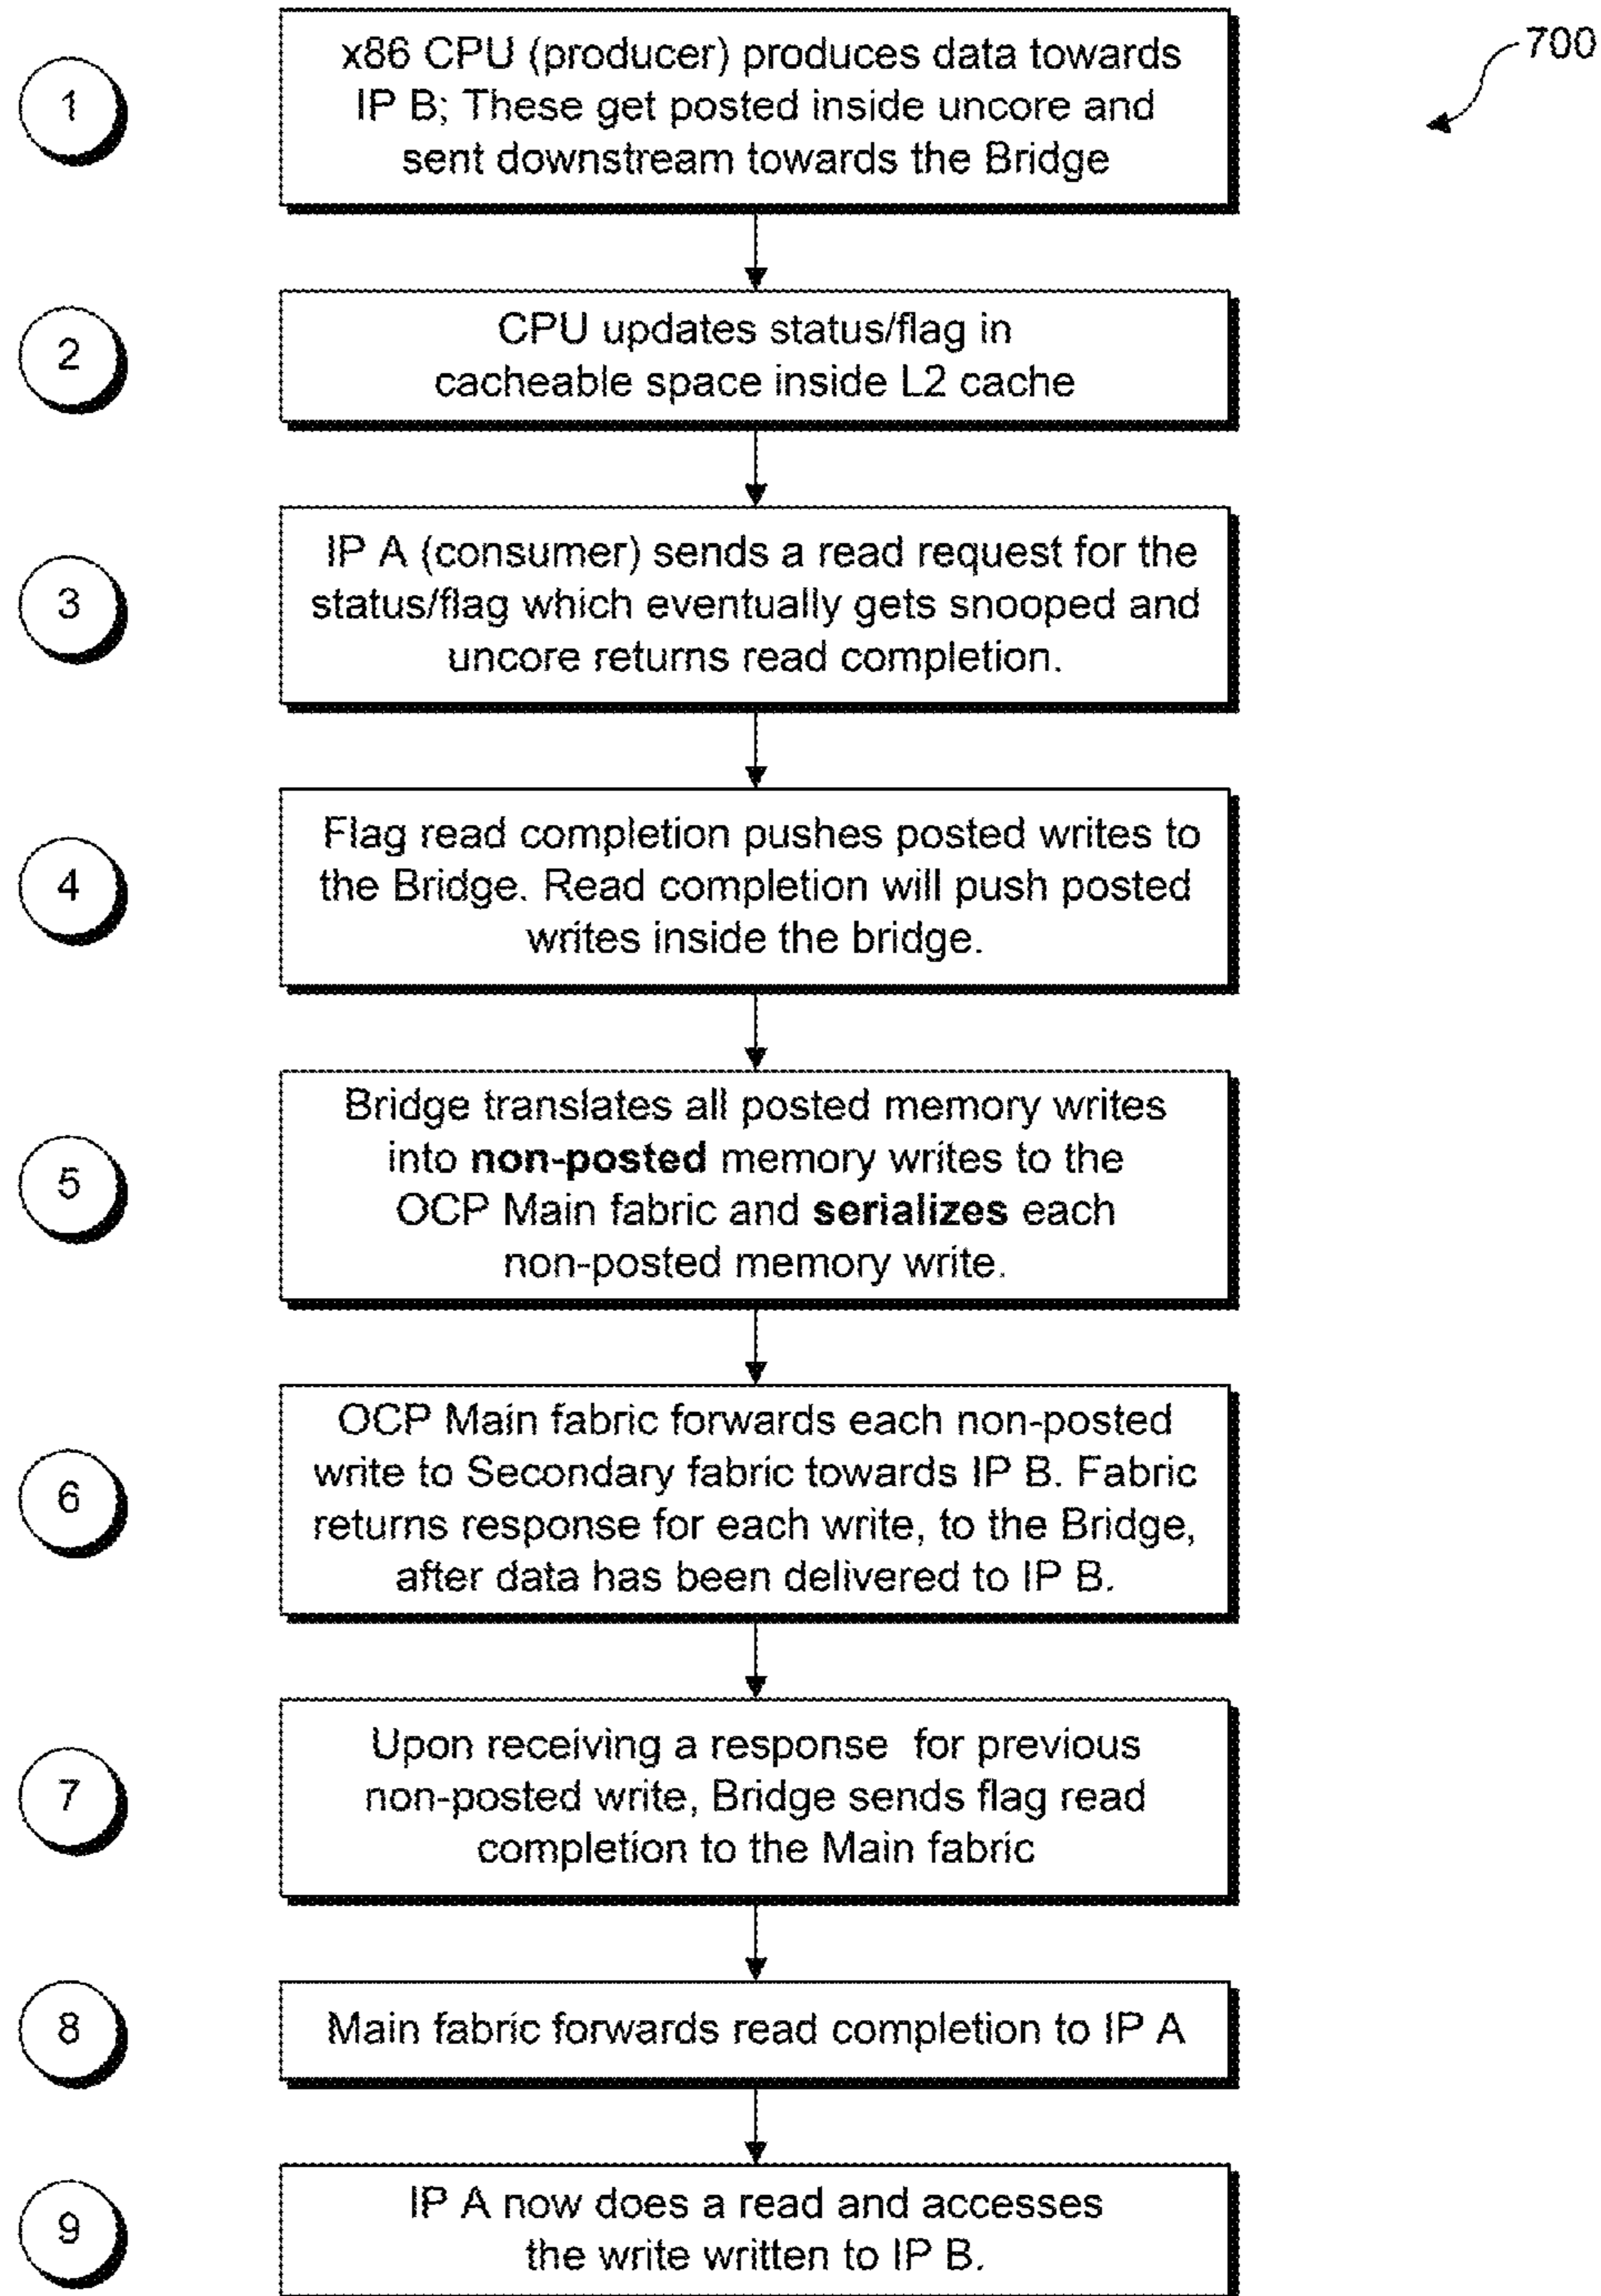 700
1
x86 CPU (producer) produces data towards
IP B; These get posted inside uncore and
sent downstream towards the Bridge
2
CPU updates status/flag in
cacheable space inside L2 cache
3
IP A (consumer) sends a read request for the
status/flag which eventually gets snooped and
uncore returns read completion.
4
Flag read completion pushes posted writes to
the Bridge. Read completion will push posted
writes inside the bridge.
5
Bridge translates all posted memory writes
into non-posted memory writes to the
OCP Main fabric and serializes each
non-posted memory write.
6
OCP Main fabric forwards each non-posted
write to Secondary fabric towards IP B. Fabric
returns response for each write, to the Bridge,
after data has been delivered to IP B.
7
Upon receiving a response for previous
non-posted write, Bridge sends flag read
completion to the Main fabric
8
Main fabric forwards read completion to IP A
9
IP A now does a read and accesses
the write written to IP B.